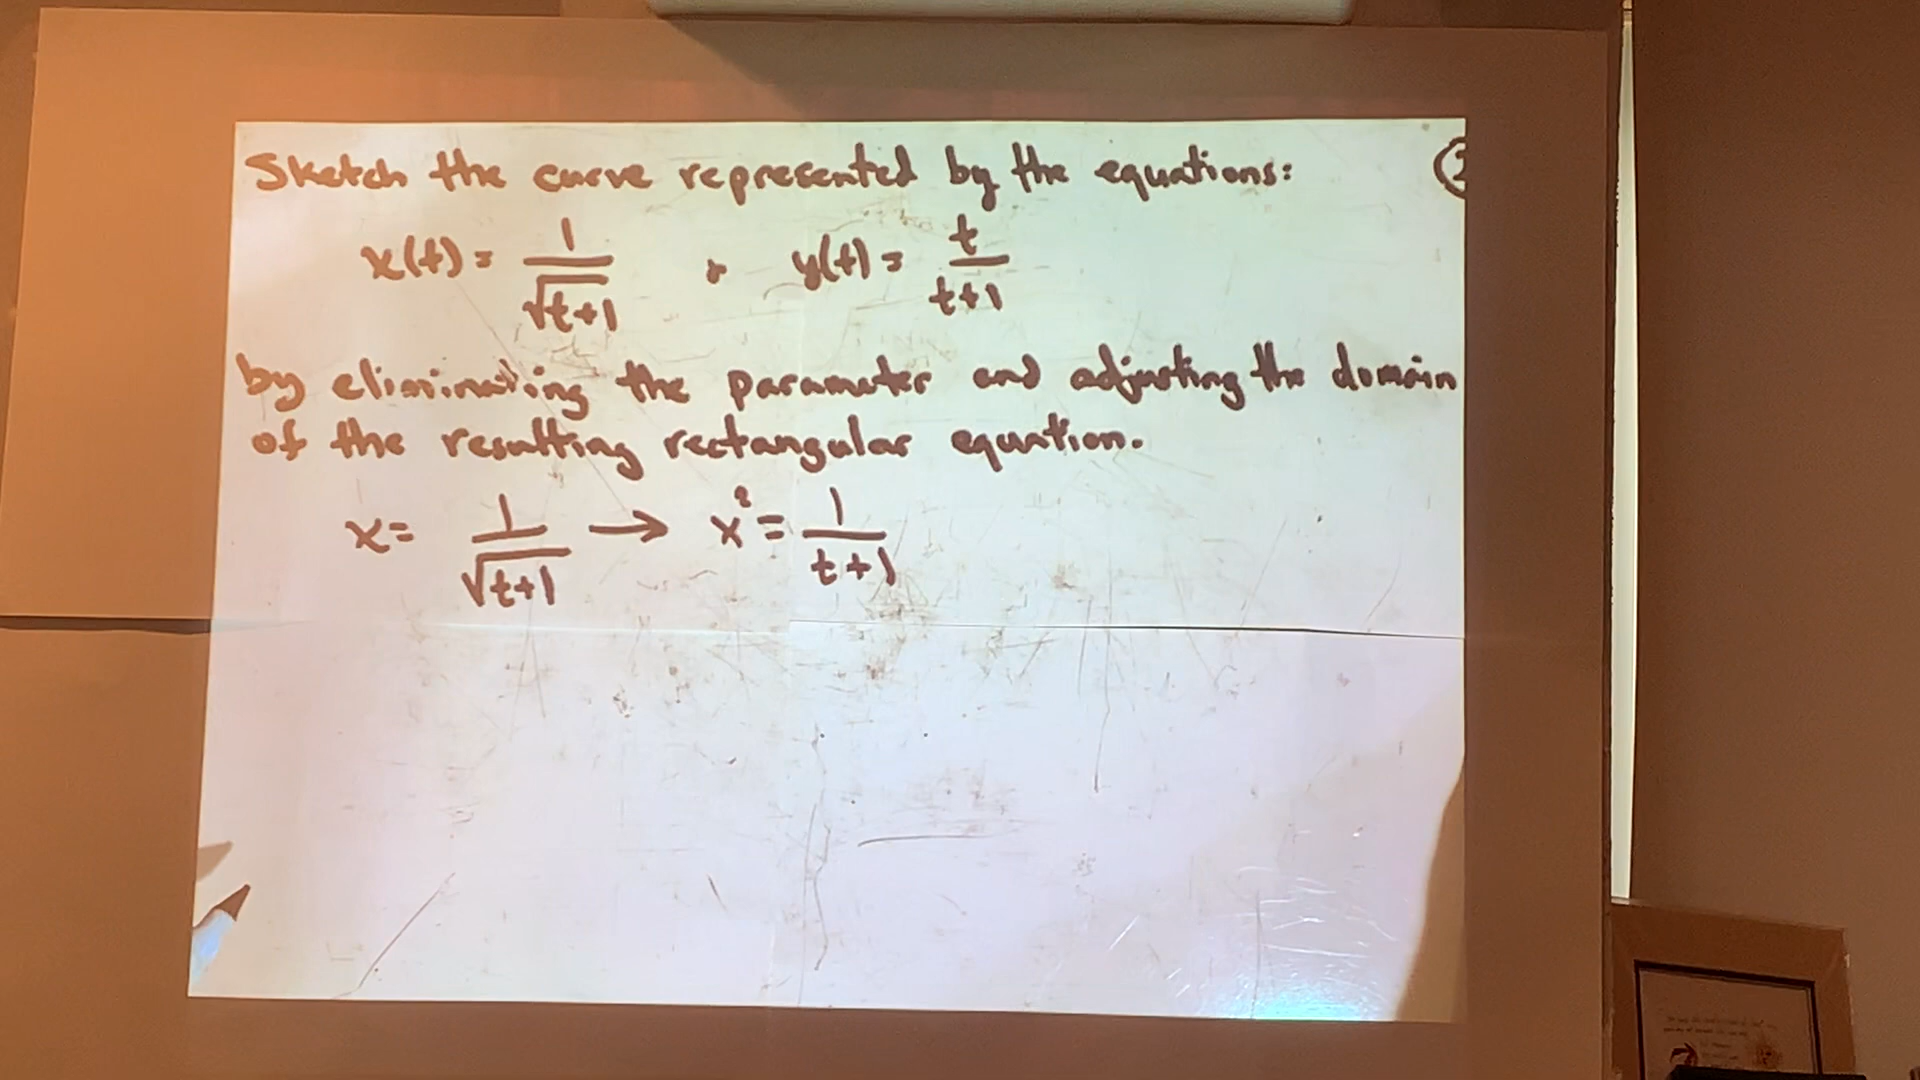 Sketch the curve represented by the equations:
x(t) = 1/√(t+1) , y(t) = t/(t+1)
by eliminating the parameter and adjusting the domain
of the resulting rectangular equation.
x = 1/√(t+1) → x² = 1/(t+1)